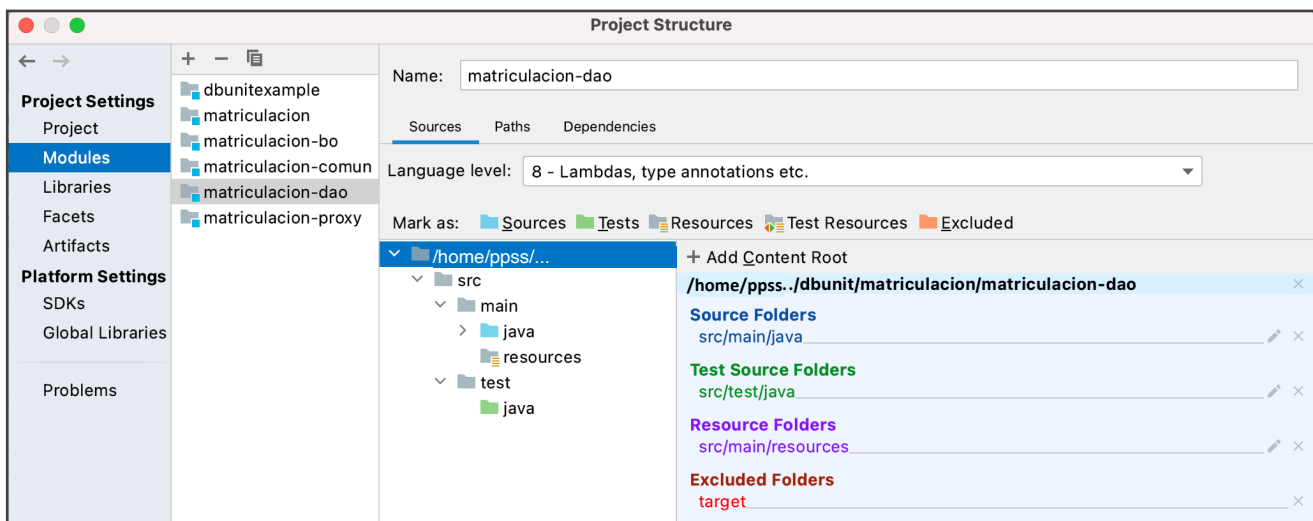 Project Structure
Project Settings
Project
Modules
Libraries
Facets
Artifacts
Platform Settings
SDKs
Global Libraries
Problems
dbunitexample
matriculacion
matriculacion-bo
matriculacion-comun
matriculacion-dao
matriculacion-proxy
Name: matriculacion-dao
Sources Paths Dependencies
Language level: 8 - Lambdas, type annotations etc.
Mark as: Sources Tests Resources Test Resources Excluded
/home/ppss/...
src
main
java
resources
test
java
+ Add Content Root
/home/ppss../dbunit/matriculacion/matriculacion-dao
Source Folders
src/main/java
Test Source Folders
src/test/java
Resource Folders
src/main/resources
Excluded Folders
target